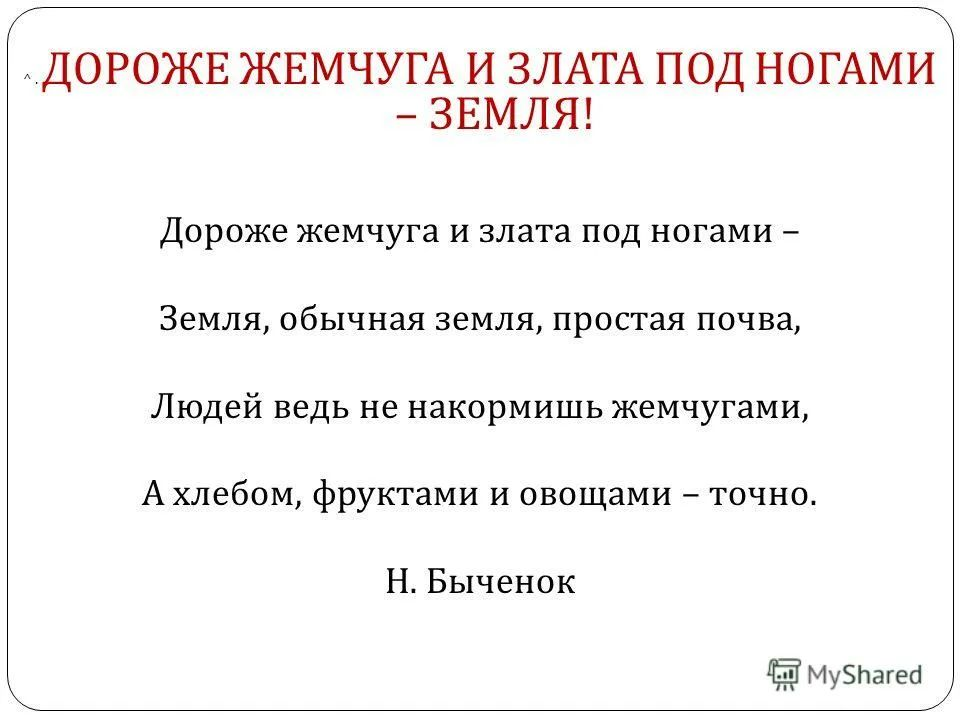 ^. ДОРОЖЕ ЖЕМЧУГА И ЗЛАТА ПОД НОГАМИ
– ЗЕМЛЯ!
Дороже жемчуга и злата под ногами –
Земля, обычная земля, простая почва,
Людей ведь не накормишь жемчугами,
А хлебом, фруктами и овощами – точно.
Н. Быченок
MyShared